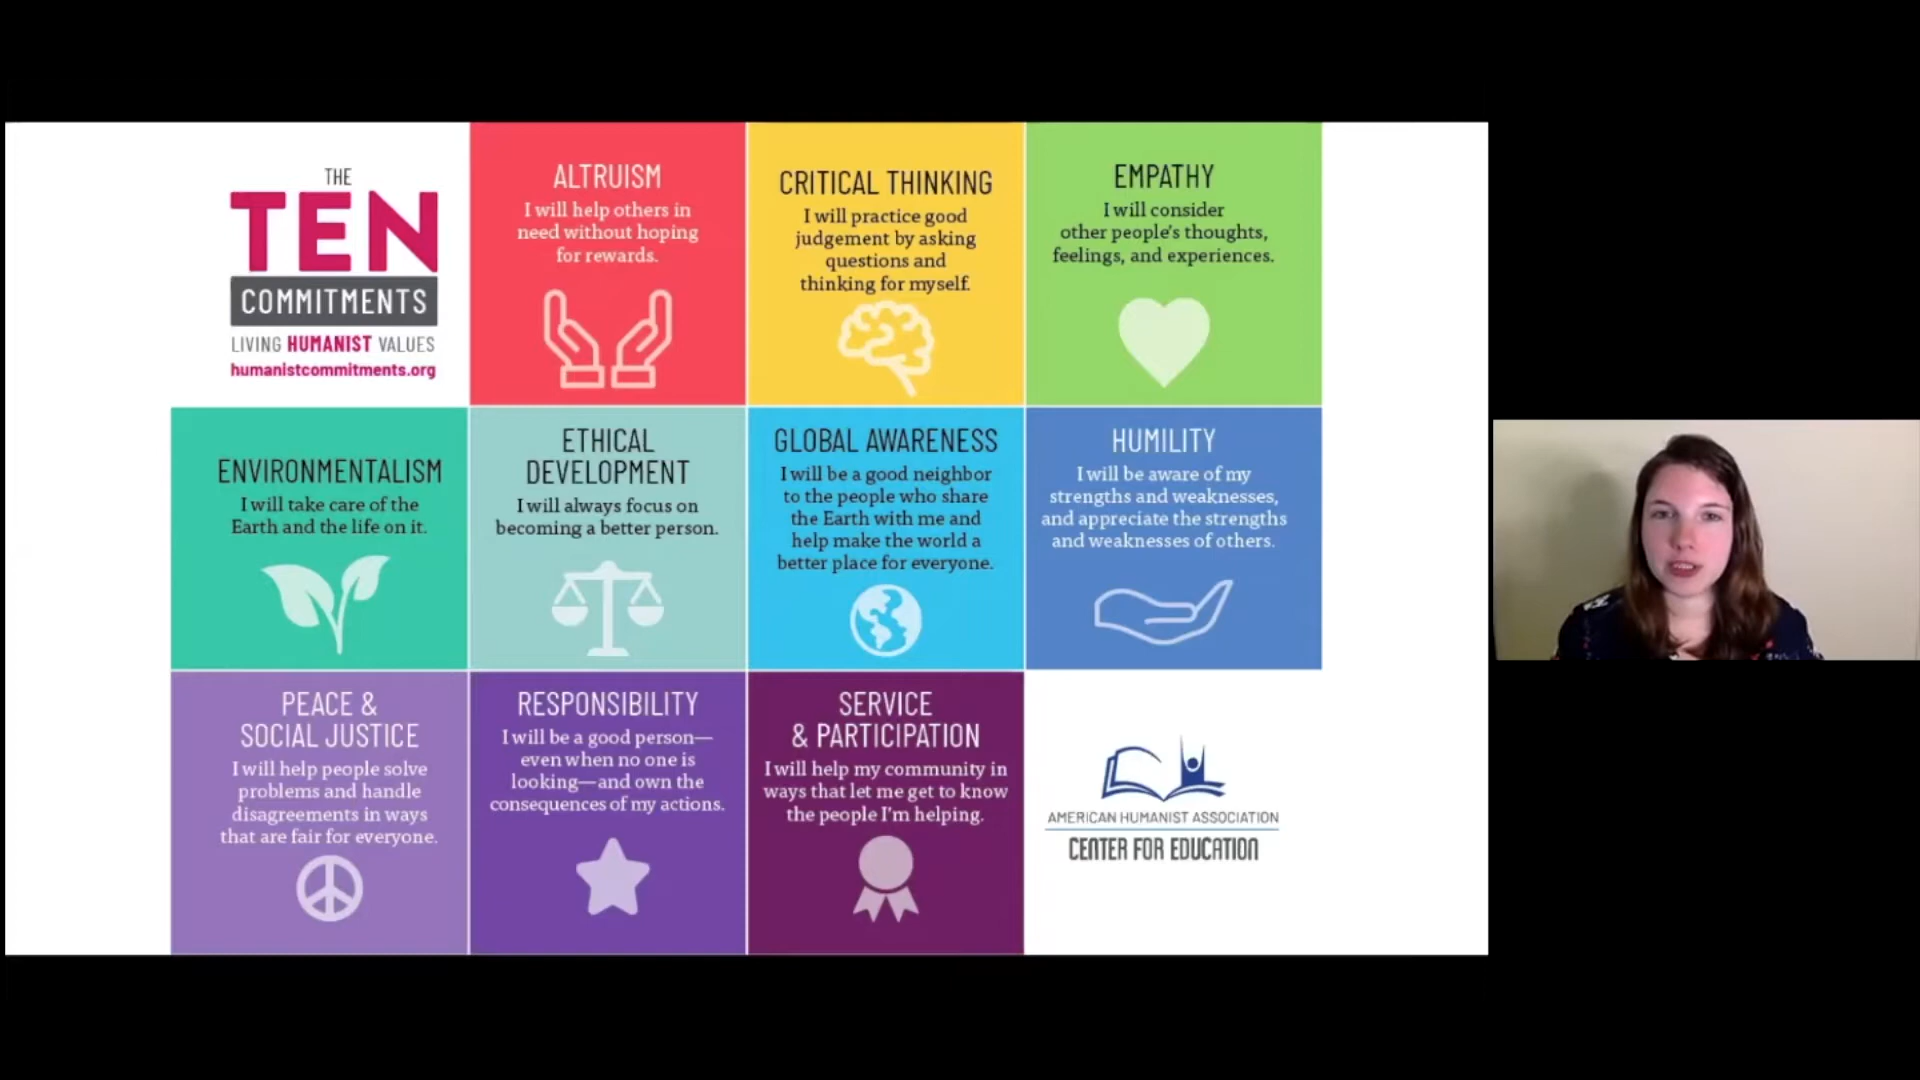 THE
TEN
COMMITMENTS
LIVING HUMANIST VALUES
humanistcommitments.org
ALTRUISM
I will help others in
need without hoping
for rewards.
CRITICAL THINKING
I will practice good
judgement by asking
questions and
thinking for myself.
EMPATHY
I will consider
other people's thoughts,
feelings, and experiences.
ENVIRONMENTALISM
I will take care of the
Earth and the life on it.
ETHICAL
DEVELOPMENT
I will always focus on
becoming a better person.
GLOBAL AWARENESS
I will be a good neighbor
to the people who share
the Earth with me and
help make the world a
better place for everyone.
HUMILITY
I will be aware of my
strengths and weaknesses,
and appreciate the strengths
and weaknesses of others.
PEACE &
SOCIAL JUSTICE
I will help people solve
problems and handle
disagreements in ways
that are fair for everyone.
RESPONSIBILITY
I will be a good person—
even when no one is
looking—and own the
consequences of my actions.
SERVICE
& PARTICIPATION
I will help my community in
ways that let me get to know
the people I'm helping.
AMERICAN HUMANIST ASSOCIATION
CENTER FOR EDUCATION